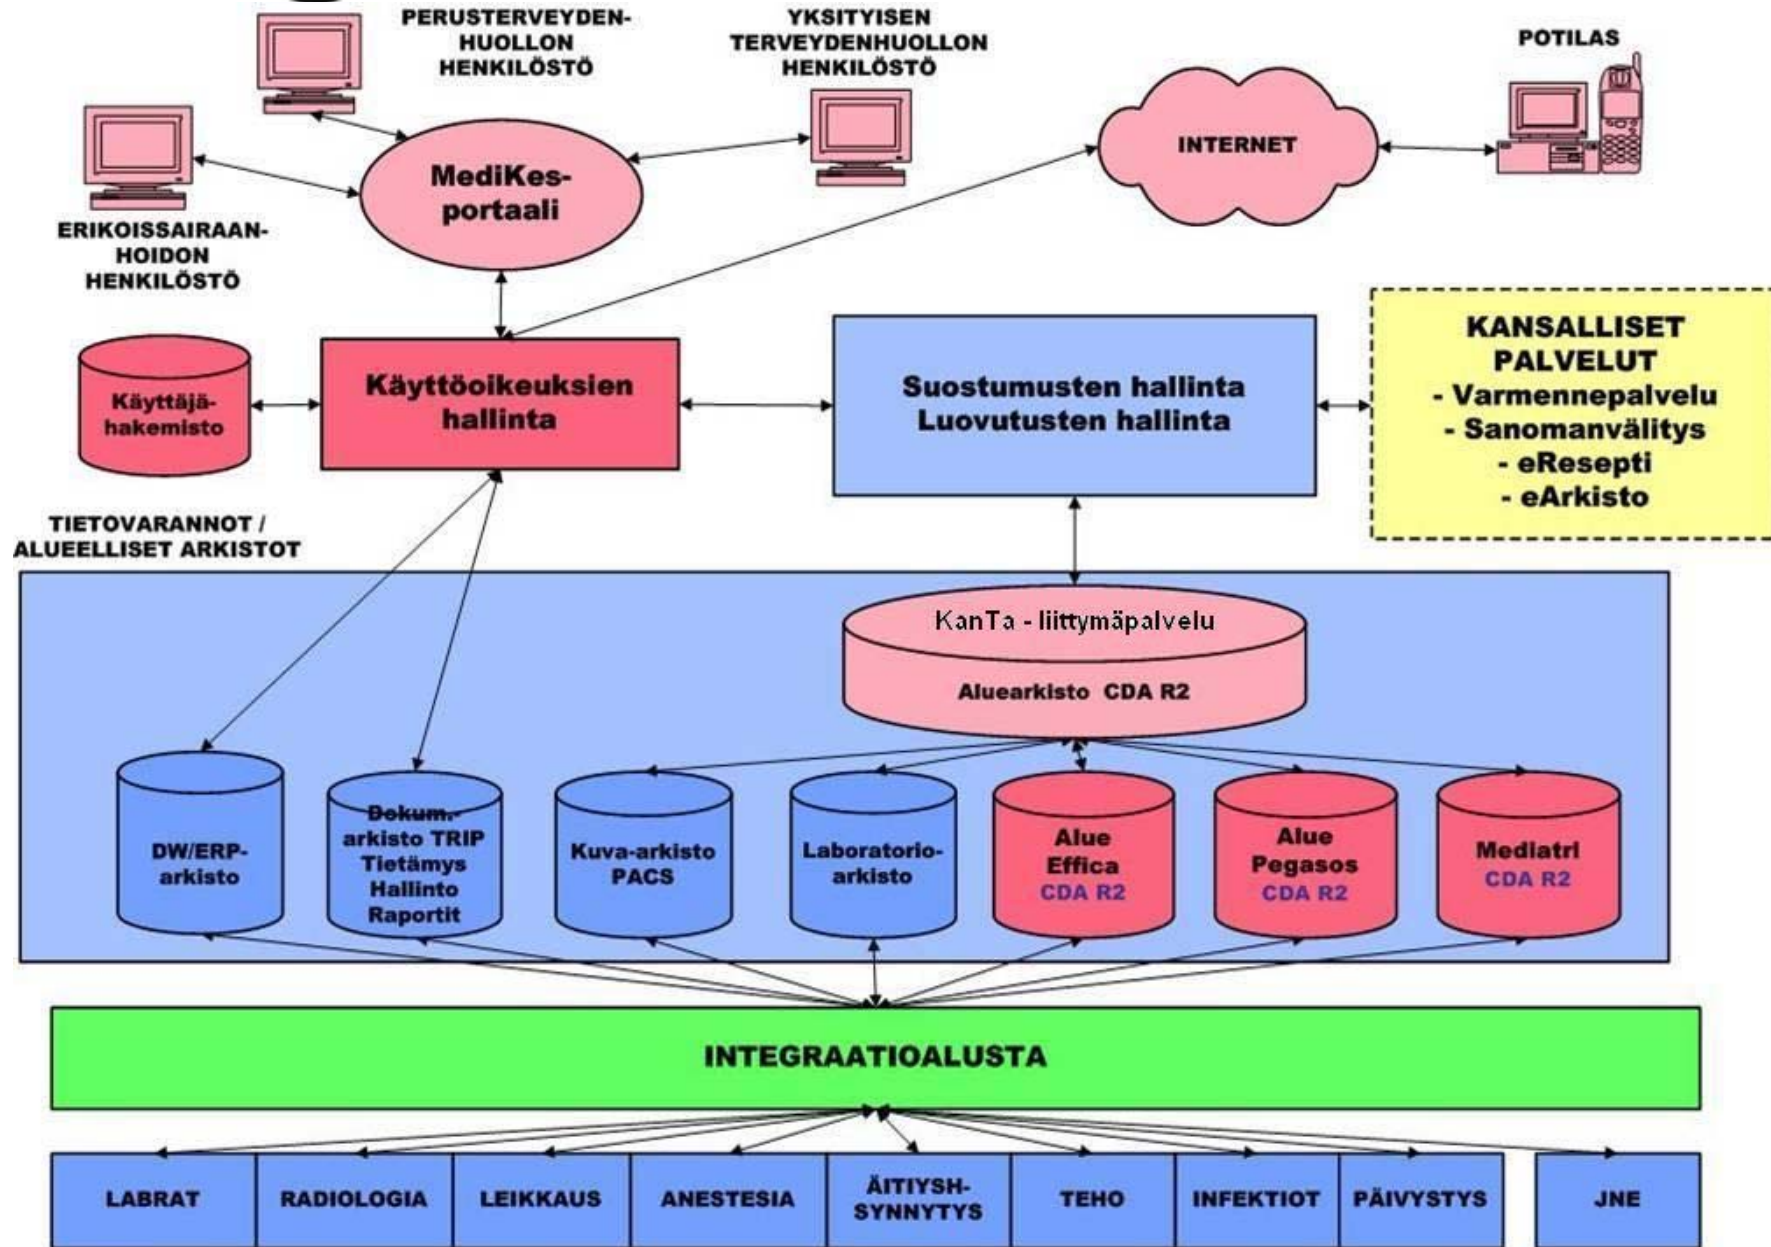 PERUSTERVEYDEN-
HUOLLON
HENKILÖSTÖ
YKSITYISEN
TERVEYDENHUOLLON
HENKILÖSTÖ
POTILAS
INTERNET
MediKes-
portaali
ERIKOISSAIRAAN-
HOIDON
HENKILÖSTÖ
Käyttäjä-
hakemisto
Käyttöoikeuksien
hallinta
Suostumusten hallinta
Luovutusten hallinta
KANSALLISET
PALVELUT
- Varmennepalvelu
- Sanomanvälitys
- eResepti
- eArkisto
TIETOVARANNOT /
ALUEELLISET ARKISTOT
KanTa - liittymäpalvelu
Aluearkisto CDA R2
DW/ERP-
arkisto
Dokum.-
arkisto TRIP
Tietämys
Hallinto
Raportit
Kuva-arkisto
PACS
Laboratorio-
arkisto
Alue
Effica
CDA R2
Alue
Pegasos
CDA R2
Mediatri
CDA R2
INTEGRAATIOALUSTA
LABRAT
RADIOLOGIA
LEIKKAUS
ANESTESIA
ÄITIYSH-
SYNNYTYS
TEHO
INFEKTIOT
PÄIVYSTYS
JNE